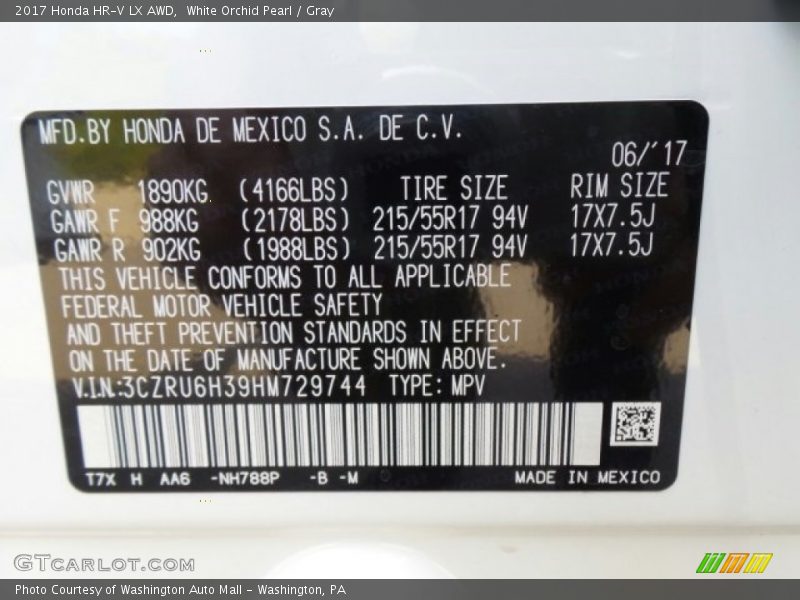 2017 Honda HR-V LX AWD,  White Orchid Pearl / Gray
MFD.BY HONDA DE MEXICO S.A. DE C.V.
06/'17
GVWR 1890KG (4166LBS) TIRE SIZE RIM SIZE
GAWR F 988KG (2178LBS) 215/55R17 94V 17X7.5J
GAWR R 902KG (1988LBS) 215/55R17 94V 17X7.5J
THIS VEHICLE CONFORMS TO ALL APPLICABLE
FEDERAL MOTOR VEHICLE SAFETY
AND THEFT PREVENTION STANDARDS IN EFFECT
ON THE DATE OF MANUFACTURE SHOWN ABOVE.
V.I.N.:3CZRU6H39HM729744 TYPE: MPV
T7X H AA6 -NH788P -B -M MADE IN MEXICO
GTCARLOT.COM
Photo Courtesy of Washington Auto Mall - Washington, PA